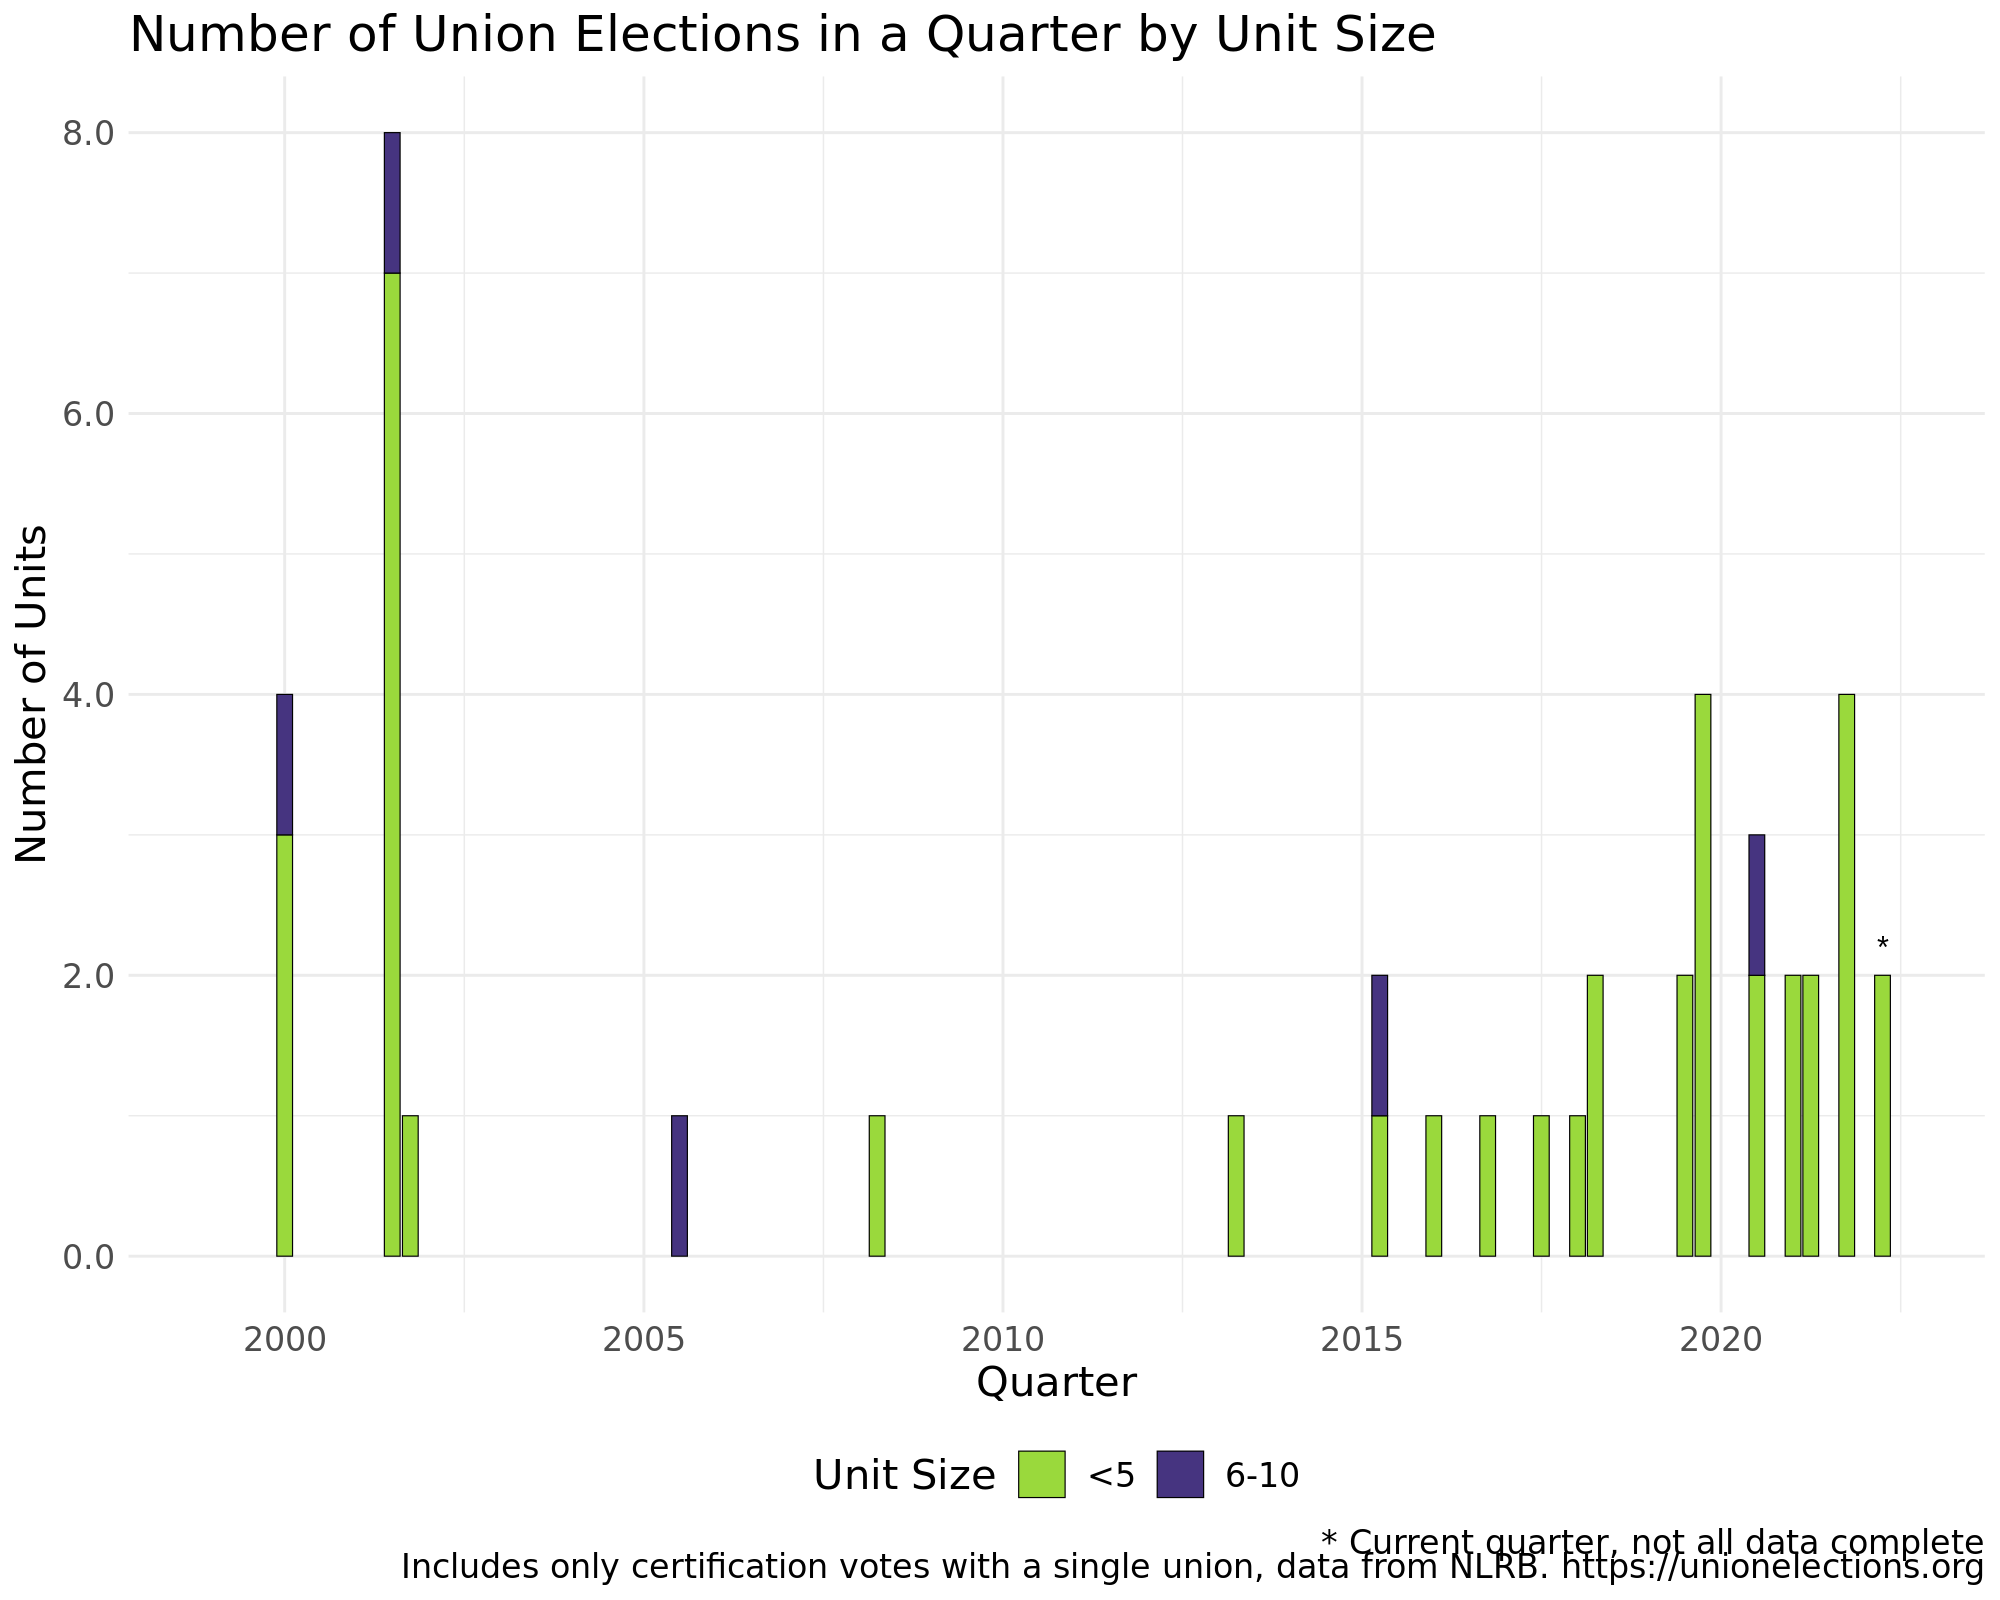 Number of Union Elections in a Quarter by Unit Size
Number of Units
8.0
6.0
4.0
2.0
0.0
*
2000 2005 2010 2015 2020
Quarter
Unit Size <5 6-10
* Current quarter, not all data complete
Includes only certification votes with a single union, data from NLRB. https://unionelections.org